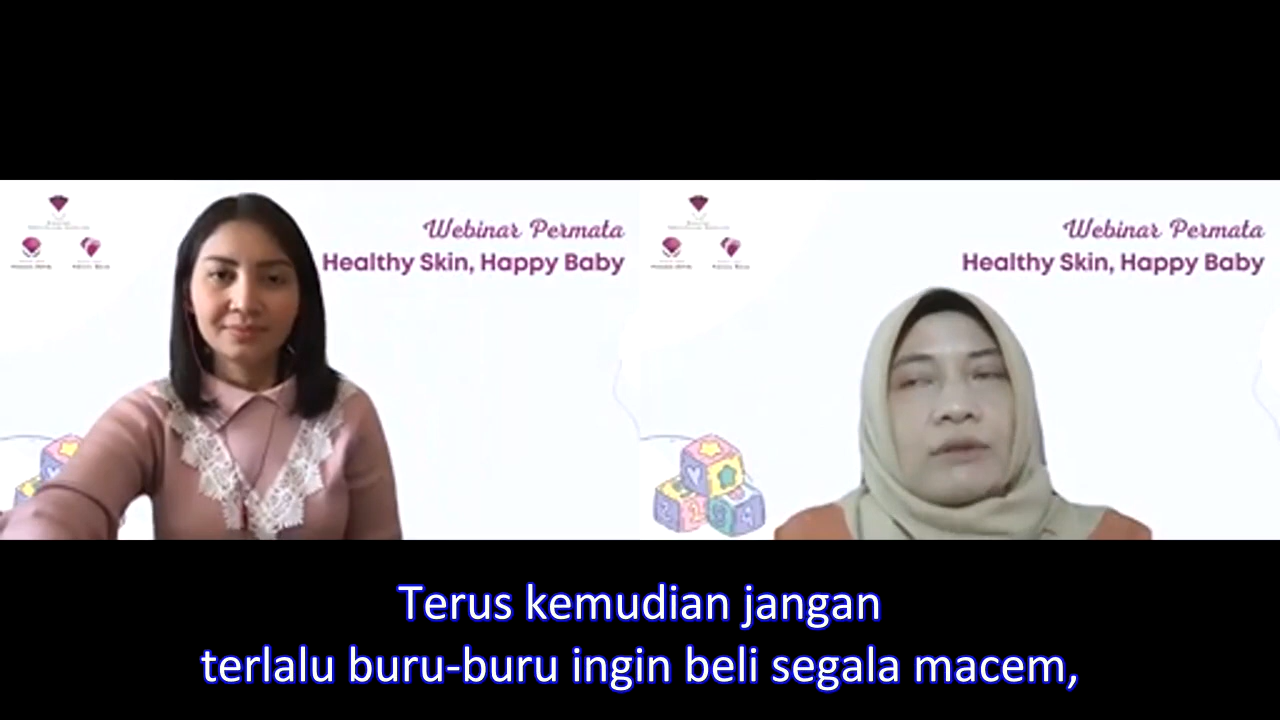 Webinar Permata
Healthy Skin, Happy Baby
Webinar Permata
Healthy Skin, Happy Baby
Terus kemudian jangan
terlalu buru-buru ingin beli segala macem,